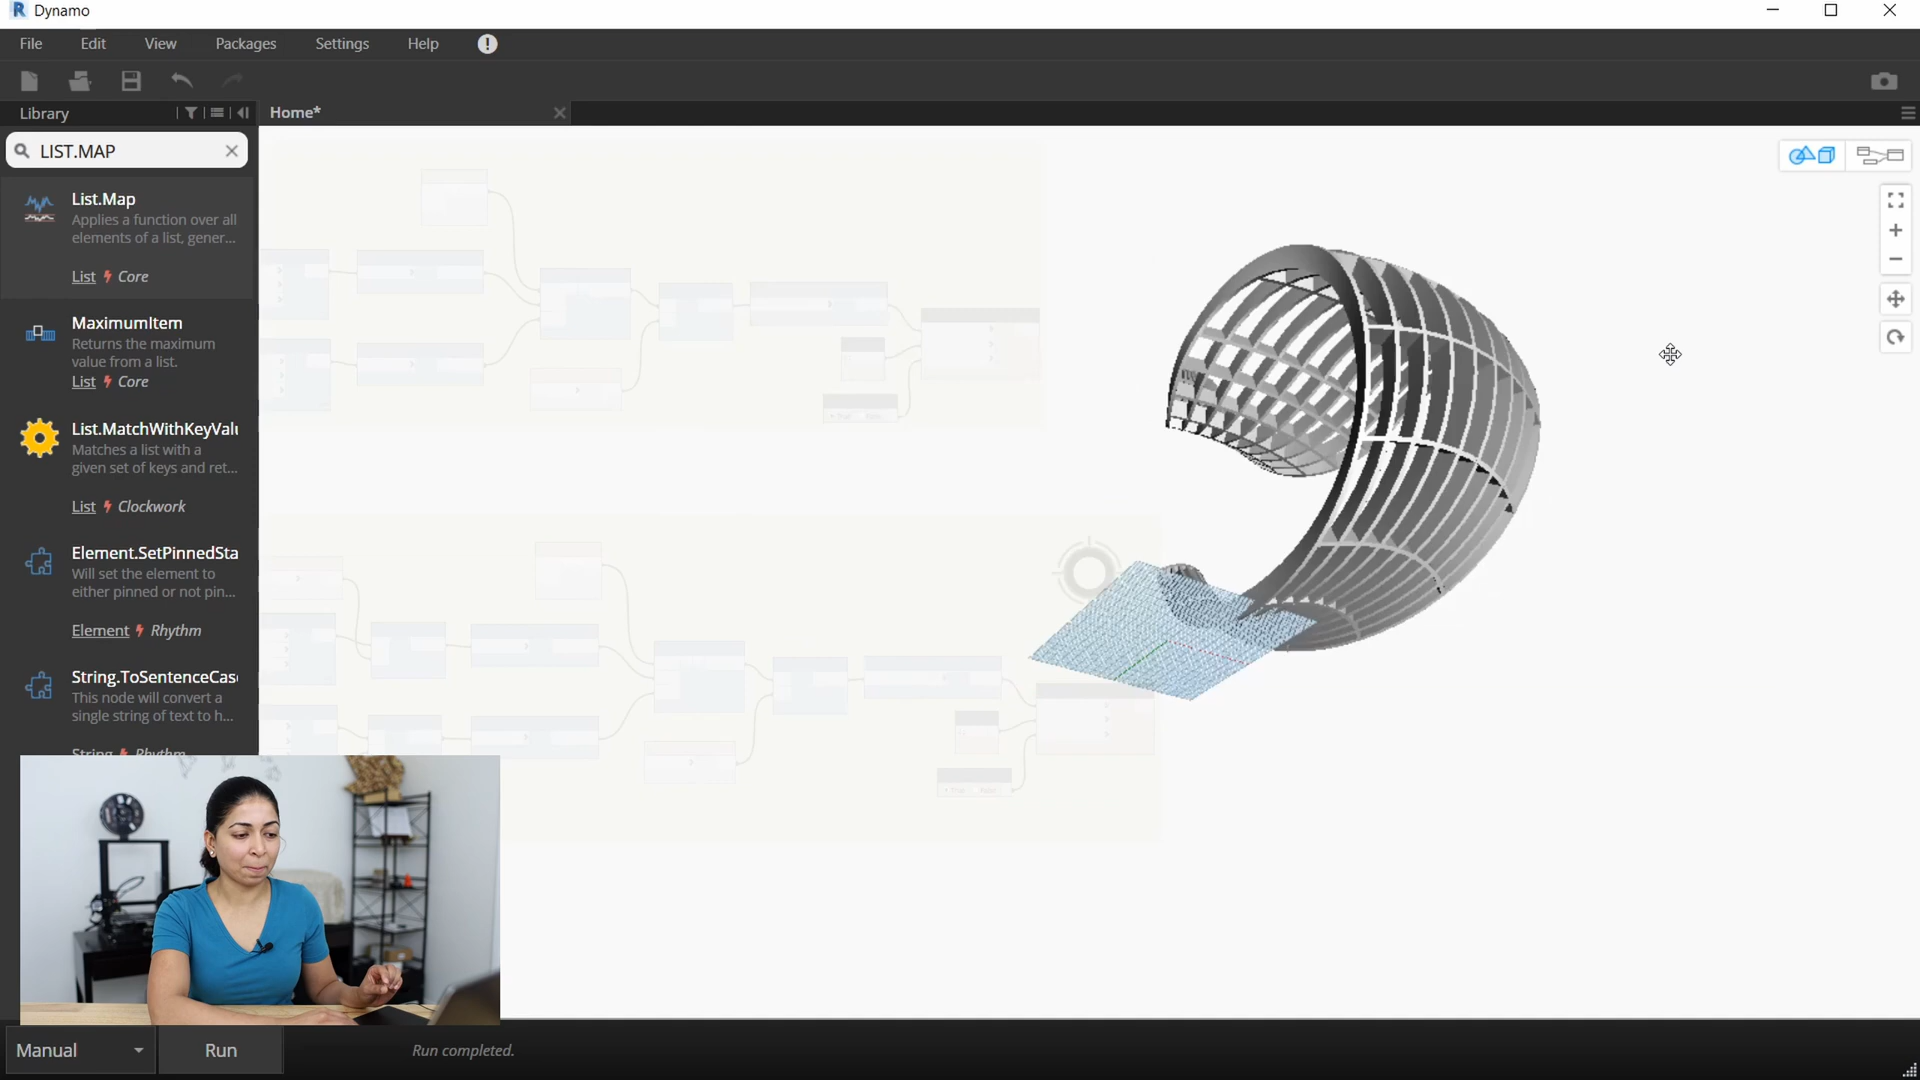 R Dynamo
File Edit View Packages Settings Help
Library
Home*
LIST.MAP
List.Map
Applies a function over all
elements of a list, gener...
List Core
MaximumItem
Returns the maximum
value from a list.
List Core
List.MatchWithKeyValu
Matches a list with a
given set of keys and ret...
List Clockwork
Element.SetPinnedSta
Will set the element to
either pinned or not pin...
Element Rhythm
String.ToSentenceCas
This node will convert a
single string of text to h...
String Rhythm
Manual
Run
Run completed.